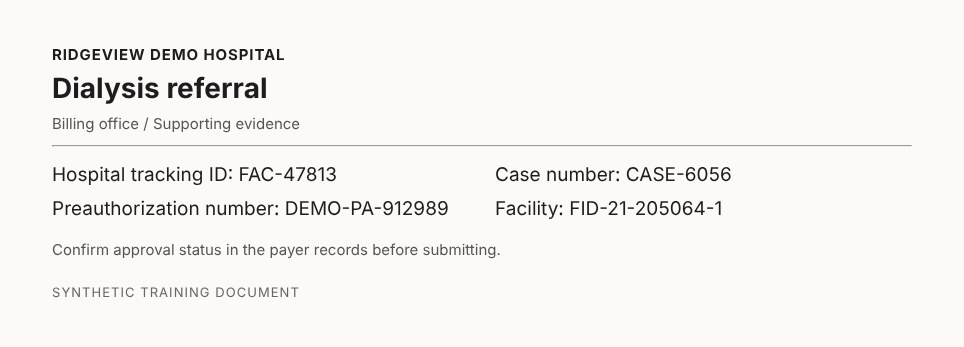 RIDGEVIEW DEMO HOSPITAL
Dialysis referral
Billing office / Supporting evidence
Hospital tracking ID: FAC-47813
Case number: CASE-6056
Preauthorization number: DEMO-PA-912989
Facility: FID-21-205064-1
Confirm approval status in the payer records before submitting.
SYNTHETIC TRAINING DOCUMENT